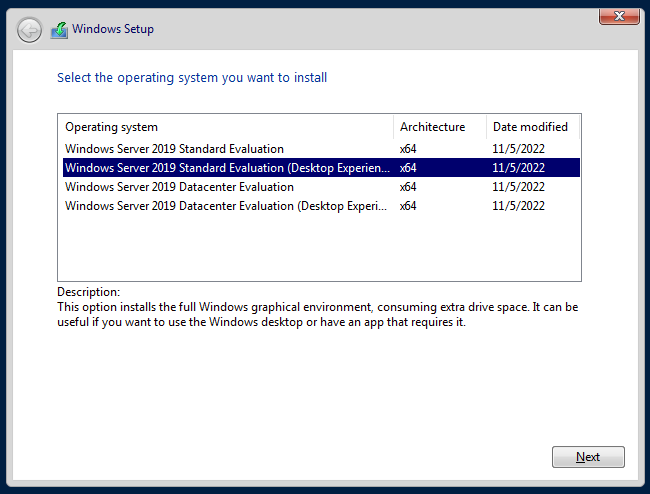 Windows Setup
Select the operating system you want to install
Operating system Architecture Date modified
Windows Server 2019 Standard Evaluation x64 11/5/2022
Windows Server 2019 Standard Evaluation (Desktop Experien... x64 11/5/2022
Windows Server 2019 Datacenter Evaluation x64 11/5/2022
Windows Server 2019 Datacenter Evaluation (Desktop Experi... x64 11/5/2022
Description:
This option installs the full Windows graphical environment, consuming extra drive space. It can be
useful if you want to use the Windows desktop or have an app that requires it.
Next